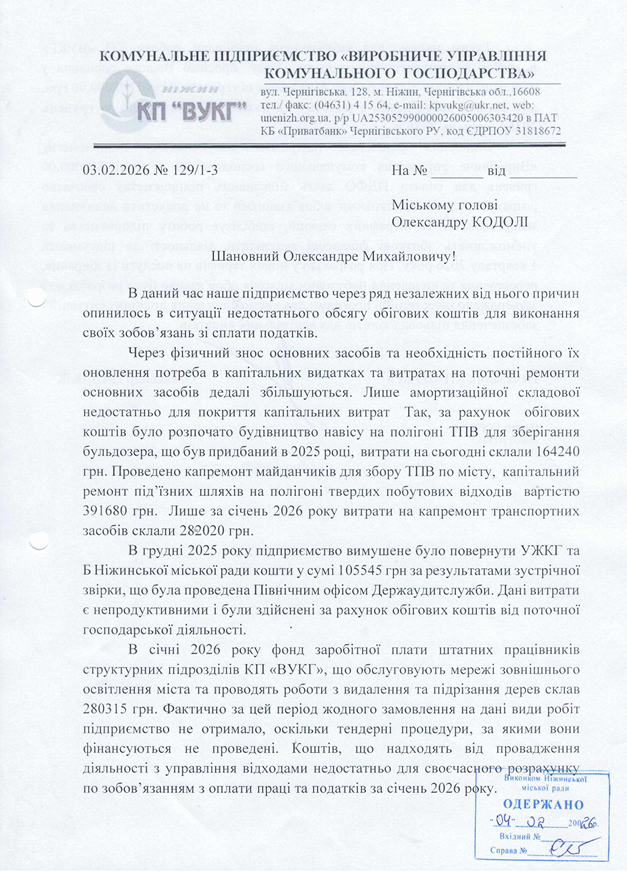 КОМУНАЛЬНЕ ПІДПРИЄМСТВО «ВИРОБНИЧЕ УПРАВЛІННЯ
КОМУНАЛЬНОГО ГОСПОДАРСТВА»
НІЖИН
КП "ВУКГ"
вул. Чернігівська, 128, м. Ніжин, Чернігівська обл.,16608
тел./ факс: (04631) 4 15 64, e-mail: kpvukg@ukr.net, web:
unenizh.org.ua, р/р UA253052990000026005006303420 в ПАТ
КБ «Приватбанк» Чернігівського РУ, код ЄДРПОУ 31818672
03.02.2026 № 129/1-3
На № _______ від _________
Міському голові
Олександру КОДОЛІ
Шановний Олександре Михайловичу!
В даний час наше підприємство через ряд незалежних від нього причин
опинилось в ситуації недостатнього обсягу обігових коштів для виконання
своїх зобов’язань зі сплати податків.
Через фізичний знос основних засобів та необхідність постійного їх
оновлення потреба в капітальних видатках та витратах на поточні ремонти
основних засобів дедалі збільшуються. Лише амортизаційної складової
недостатньо для покриття капітальних витрат Так, за рахунок обігових
коштів було розпочато будівництво навісу на полігоні ТПВ для зберігання
бульдозера, що був придбаний в 2025 році, витрати на сьогодні склали 164240
грн. Проведено капремонт майданчиків для збору ТПВ по місту, капітальний
ремонт під’їзних шляхів на полігоні твердих побутових відходів вартістю
391680 грн. Лише за січень 2026 року витрати на капремонт транспортних
засобів склали 282020 грн.
В грудні 2025 року підприємство вимушене було повернути УЖКГ та
Б Ніжинської міської ради кошти у сумі 105545 грн за результатами зустрічної
звірки, що була проведена Північним офісом Держаудитслужби. Дані витрати
є непродуктивними і були здійснені за рахунок обігових коштів від поточної
господарської діяльності.
В січні 2026 року фонд заробітної плати штатних працівників
структурних підрозділів КП «ВУКГ», що обслуговують мережі зовнішнього
освітлення міста та проводять роботи з видалення та підрізання дерев склав
280315 грн. Фактично за цей період жодного замовлення на дані види робіт
підприємство не отримало, оскільки тендерні процедури, за якими вони
фінансуються не проведені. Коштів, що надходять від провадження
діяльності з управління відходами недостатньо для своєчасного розрахунку
по зобов’язанням з оплати праці та податків за січень 2026 року.
Виконком Ніжинської
міської ради
ОДЕРЖАНО
"04" 02 2026р.
Вхідний №
Справа №